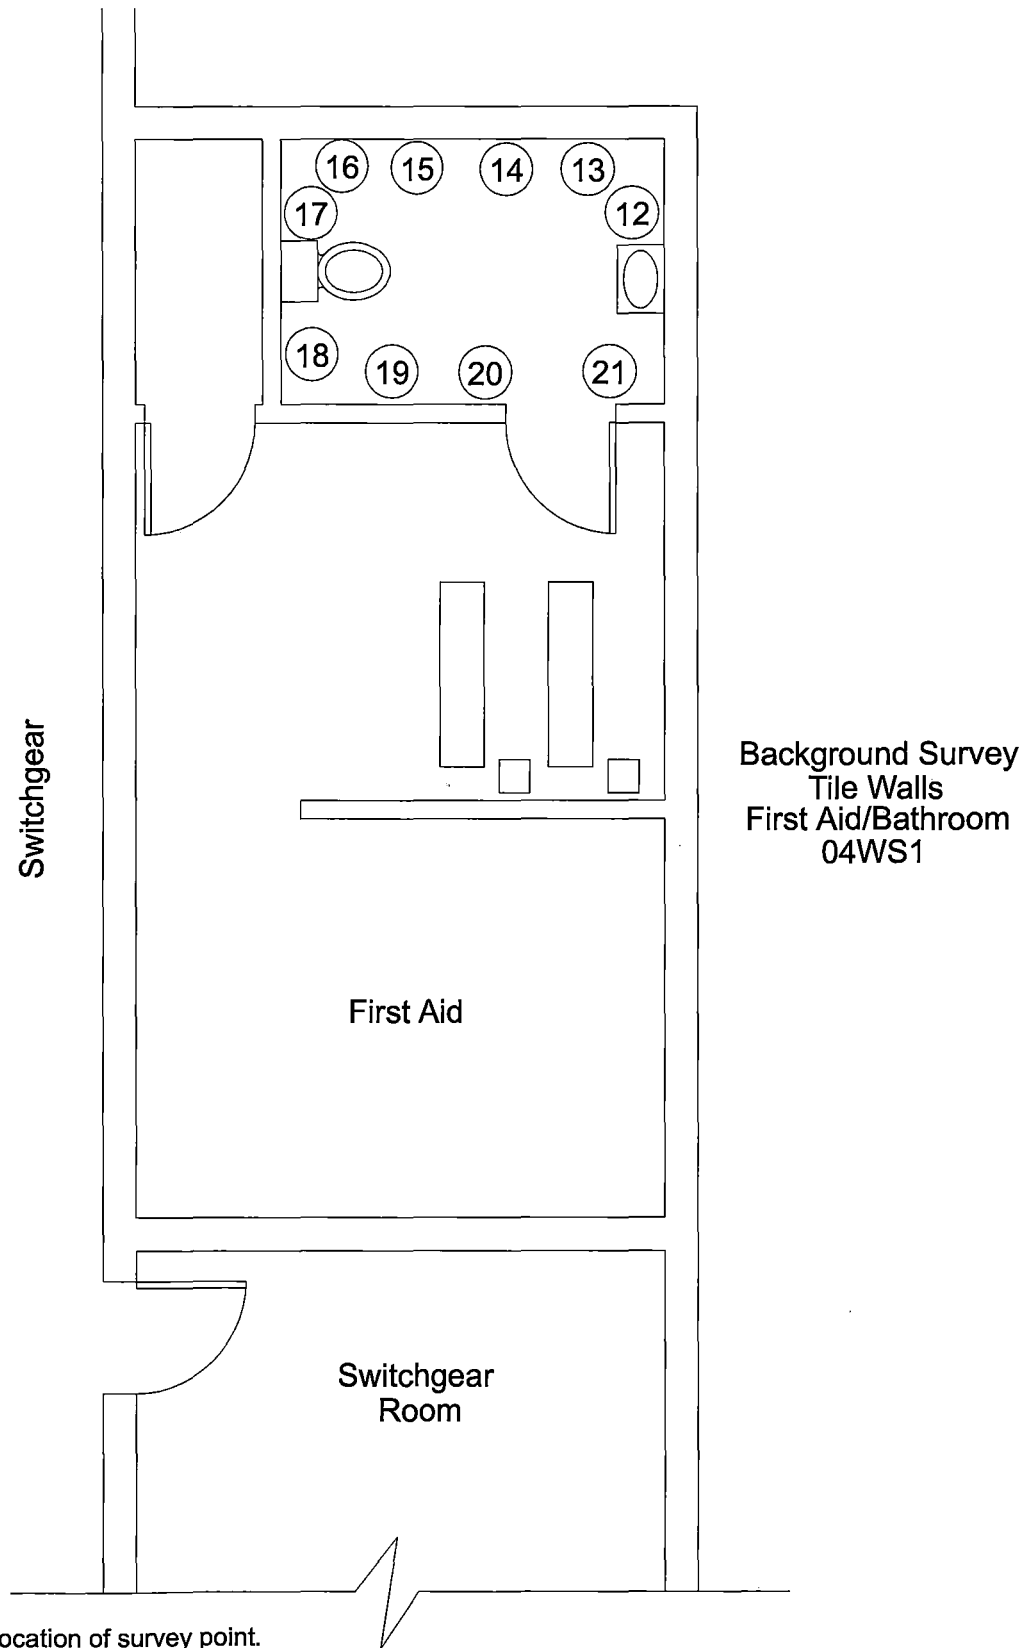 16
15
14
13
17
12
18
19
20
21
Switchgear
Background Survey
Tile Walls
First Aid/Bathroom
04WS1
First Aid
Switchgear
Room
ocation of survey point.